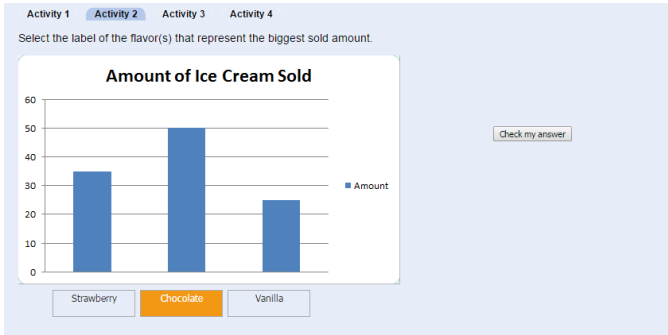 Activity 1 Activity 2 Activity 3 Activity 4
Select the label of the flavor(s) that represent the biggest sold amount.
Amount of Ice Cream Sold
60
50
40
30
20
10
0
Amount
Check my answer
Strawberry Chocolate Vanilla